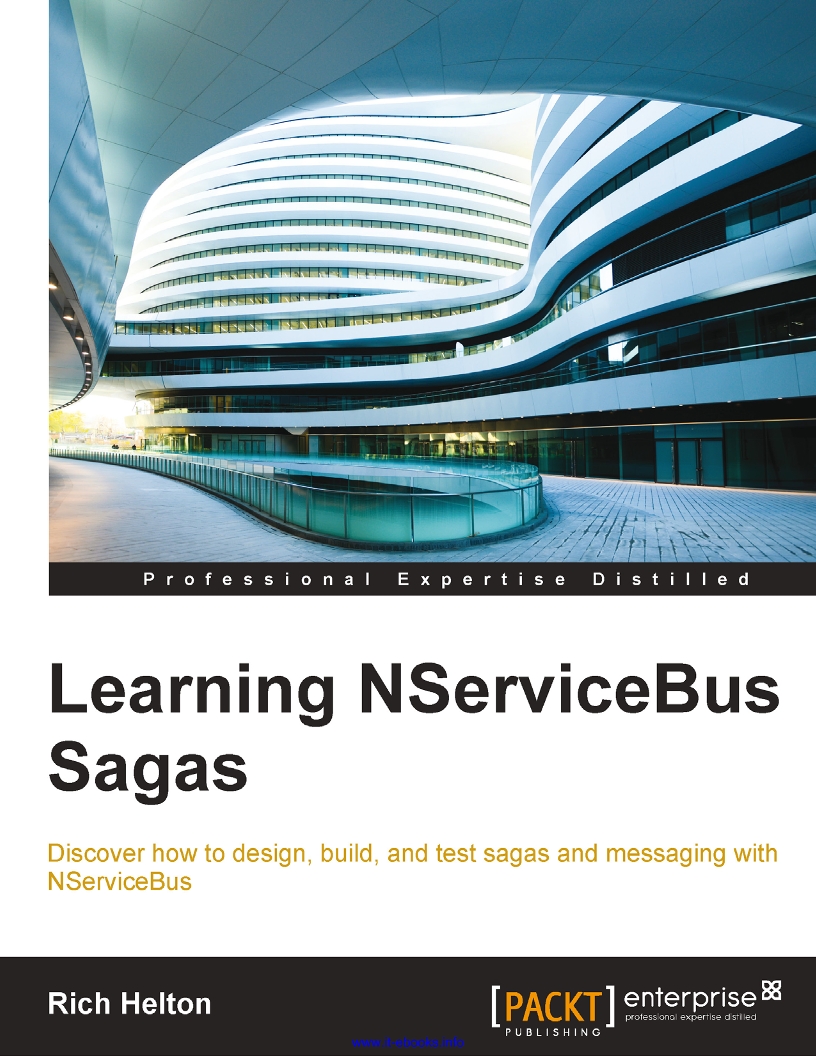 Professional Expertise Distilled
Learning NServiceBus
Sagas
Discover how to design, build, and test sagas and messaging with
NServiceBus
Rich Helton
[PACKT]
PUBLISHING
enterprise
professional expertise distilled
www.it-ebooks.info